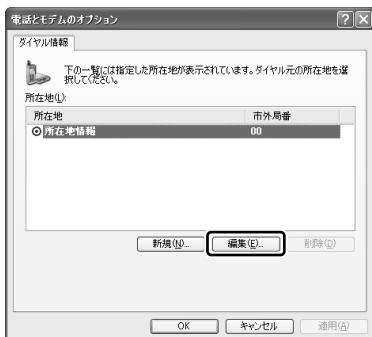 電話とモデムのオプション
ダイヤル情報
下の一覧には指定した所在地が表示されています。ダイヤル元の所在地を選
択してください。
所在地(L):
所在地 市外局番
所在地情報 00
新規(N)... 編集(E)... 削除(D)
OK キャンセル 適用(A)